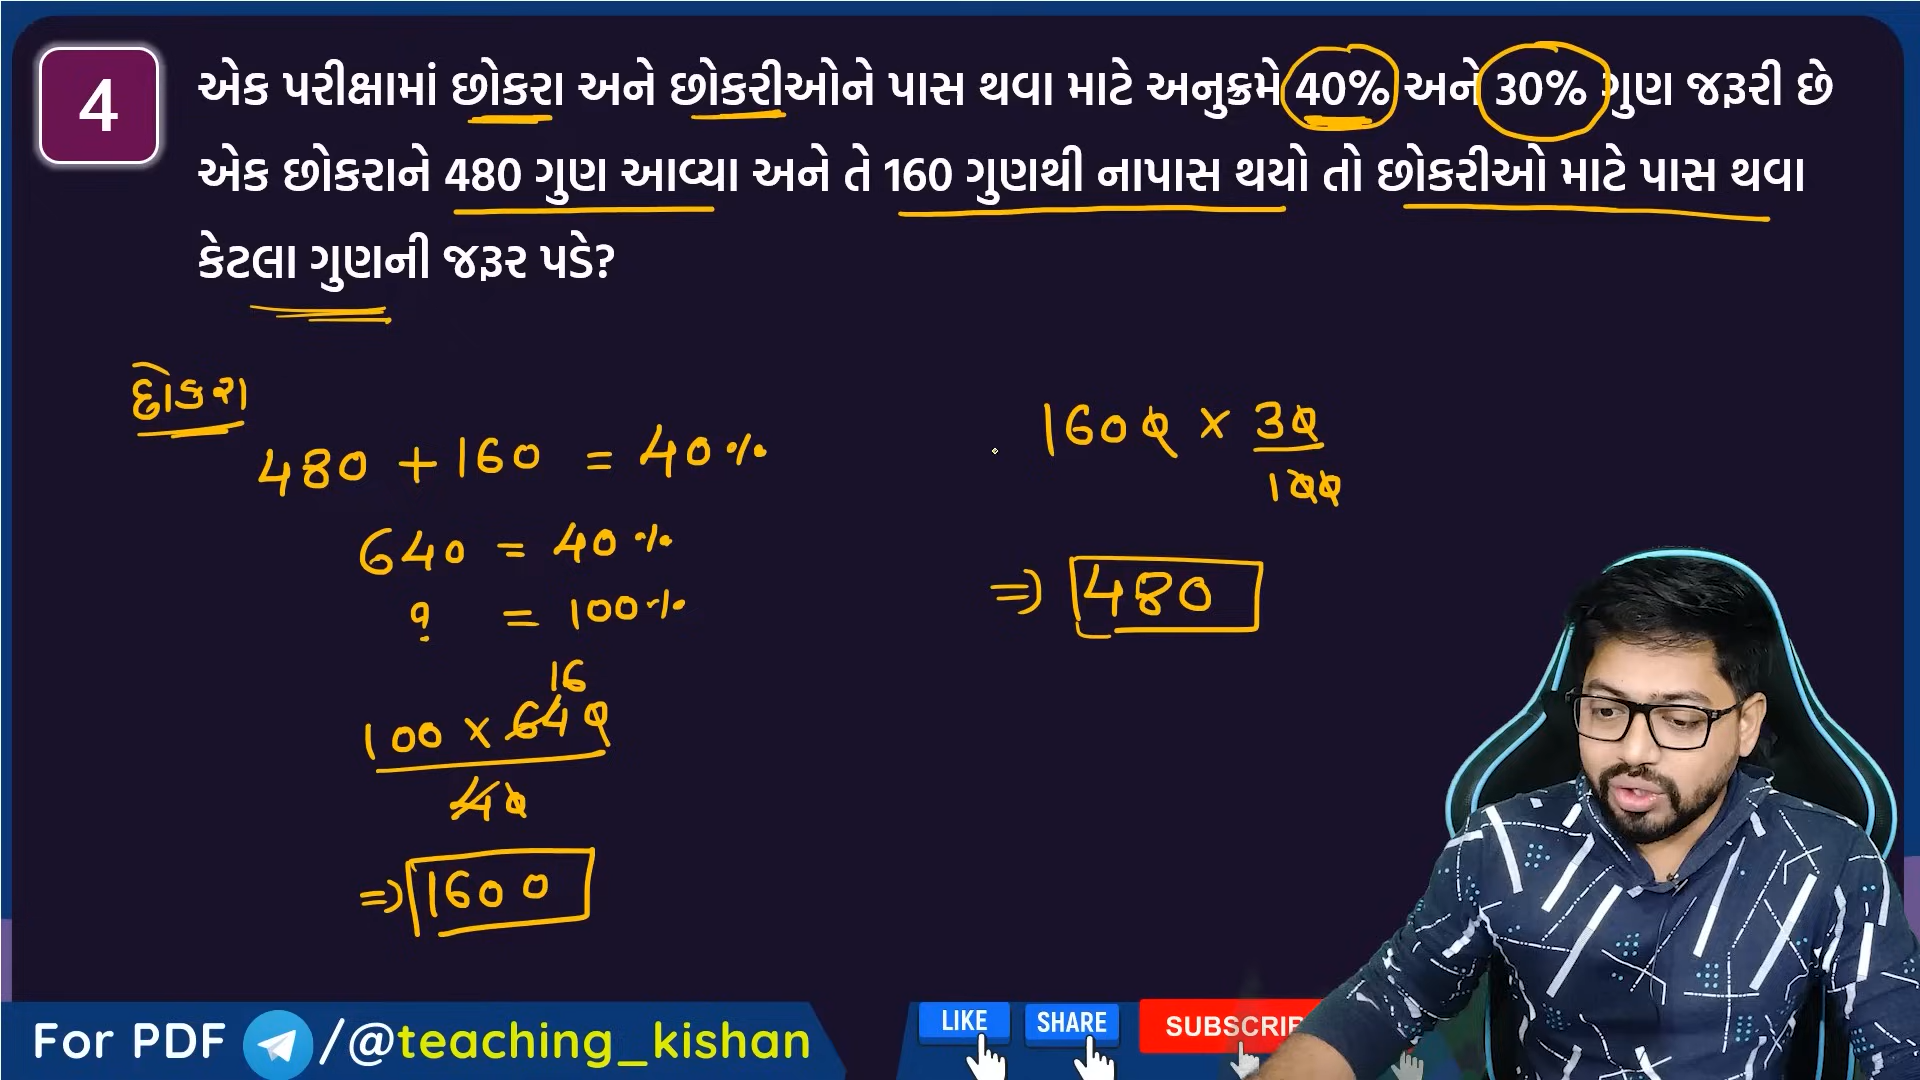 4
એક પરીક્ષામાં છોકરા અને છોકરીઓને પાસ થવા માટે અનુક્રમે 40% અને 30% ગુણ જરૂરી છે
એક છોકરાને 480 ગુણ આવ્યા અને તે 160 ગુણથી નાપાસ થયો તો છોકરીઓ માટે પાસ થવા
કેટલા ગુણની જરૂર પડે?
છોકરા
480 + 160 = 40%
640 = 40%
? = 100%
16
100 × 640
40
⇒ 1600
1600 × 30
100
⇒ 480
For PDF /@teaching_kishan
LIKE
SHARE
SUBSCRIB